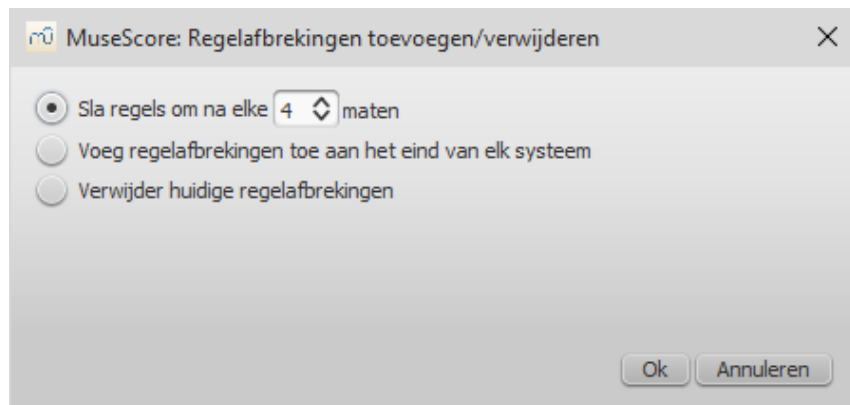 MuseScore: Regelafbrekingen toevoegen/verwijderen
Sla regels om na elke 4 maten
Voeg regelafbrekingen toe aan het eind van elk systeem
Verwijder huidige regelafbrekingen
Ok Annuleren